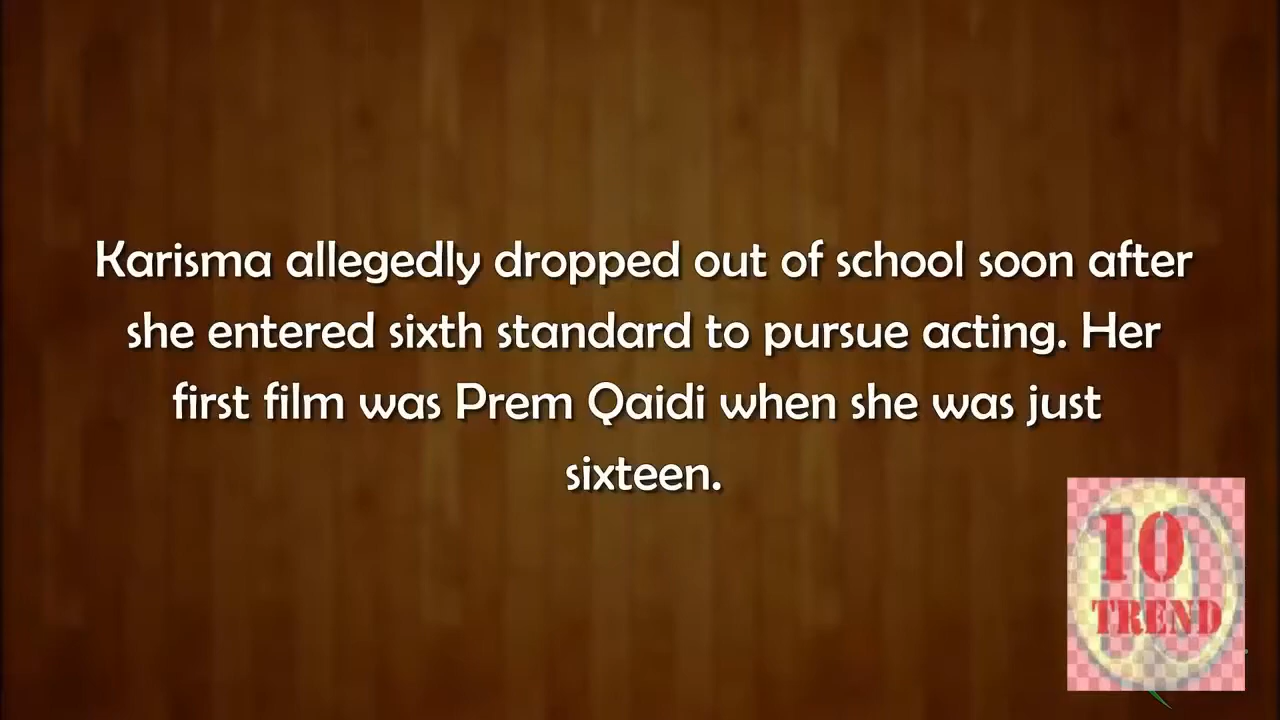 Karisma allegedly dropped out of school soon after
she entered sixth standard to pursue acting. Her
first film was Prem Qaidi when she was just
sixteen.
10
TREND